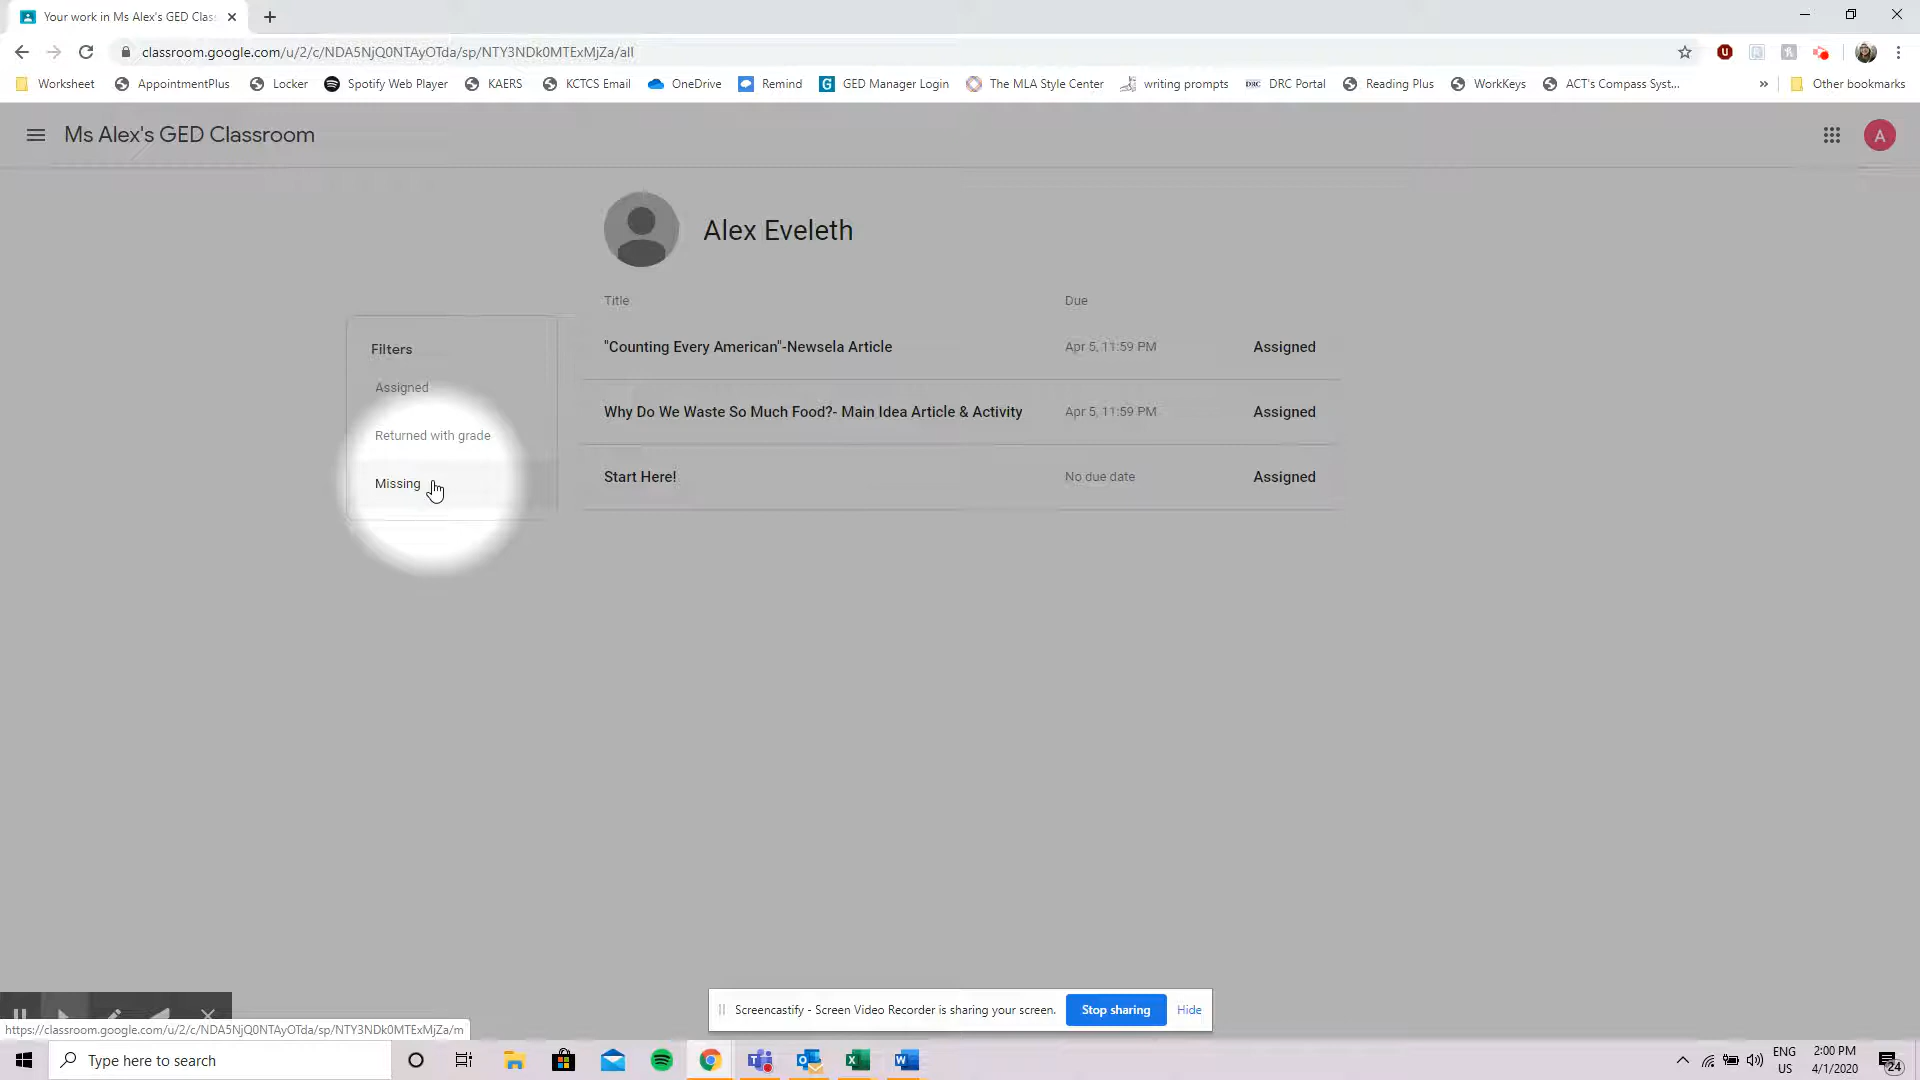 Your work in Ms Alex's GED Clas
classroom.google.com/u/2/c/NDA5NjQ0NTAyOTda/sp/NTY3NDk0MTExMjZa/all
Worksheet AppointmentPlus Locker Spotify Web Player KAERS KCTCS Email OneDrive Remind GED Manager Login The MLA Style Center writing prompts DRC DRC Portal Reading Plus WorkKeys ACT's Compass Syst... » Other bookmarks
Ms Alex's GED Classroom A
Alex Eveleth
Title Due
Filters
"Counting Every American"-Newsela Article Apr 5, 11:59 PM Assigned
Assigned
Why Do We Waste So Much Food?- Main Idea Article & Activity Apr 5, 11:59 PM Assigned
Returned with grade
Start Here! No due date Assigned
Missing
Screencastify - Screen Video Recorder is sharing your screen. Stop sharing Hide
https://classroom.google.com/u/2/c/NDA5NjQ0NTAyOTda/sp/NTY3NDk0MTExMjZa/m
Type here to search
ENG
US
2:00 PM
4/1/2020
24